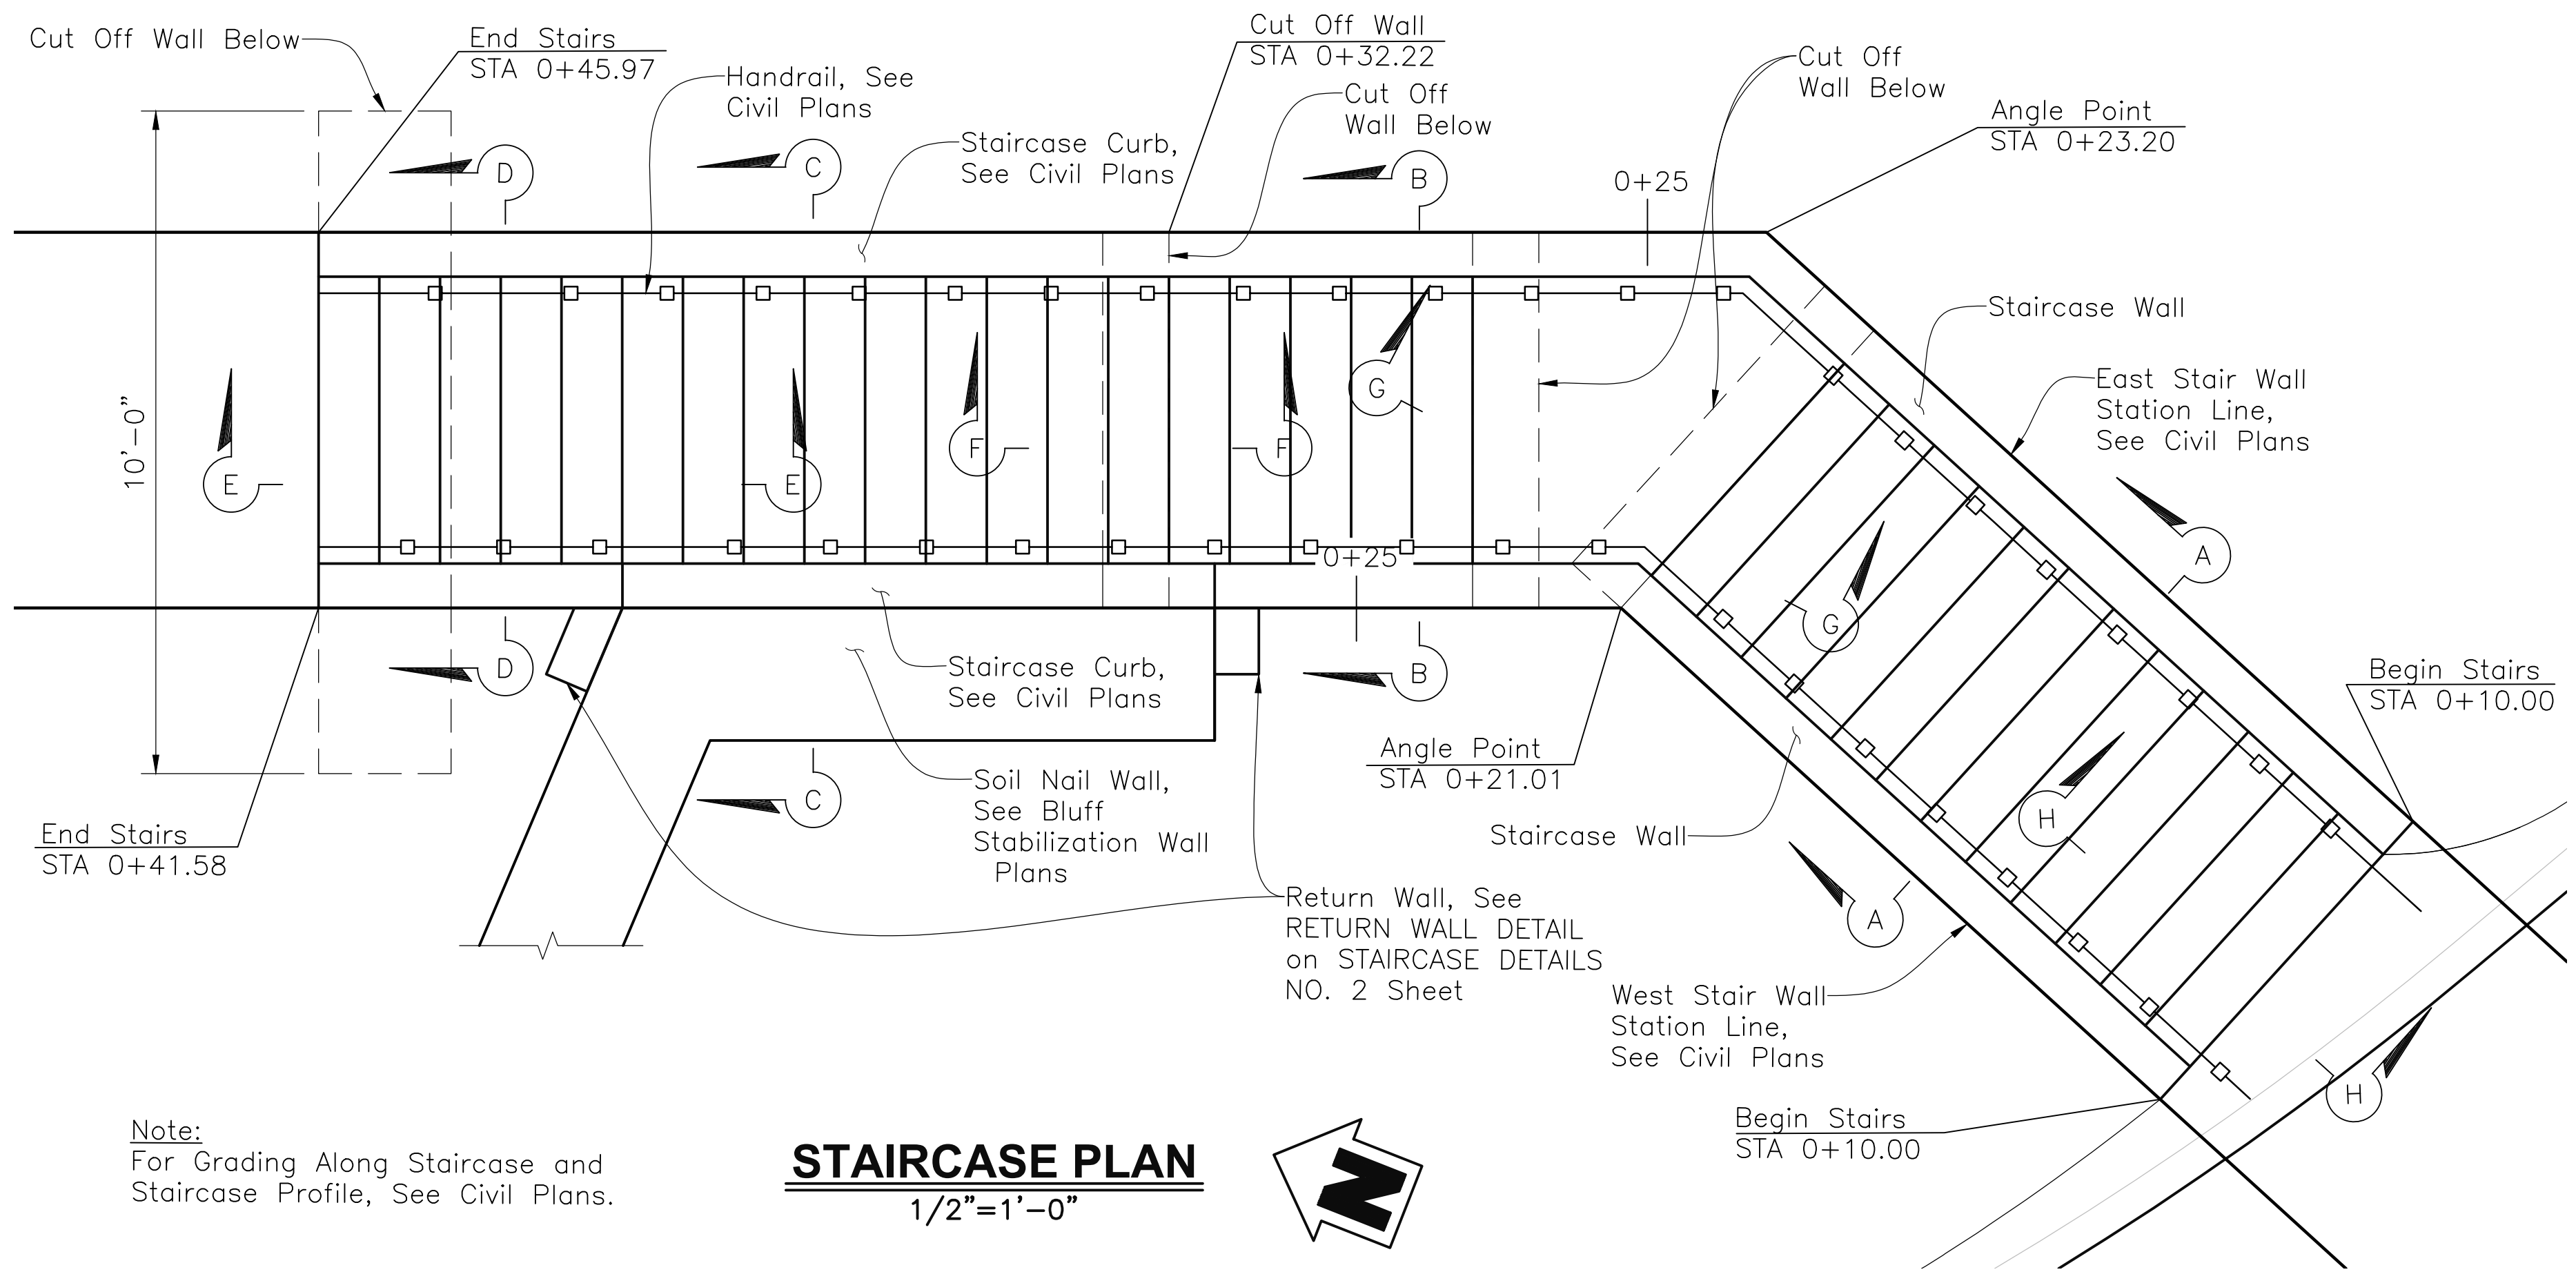 Cut Off Wall Below
End Stairs
STA 0+45.97
Handrail, See
Civil Plans
Staircase Curb,
See Civil Plans
Cut Off Wall
STA 0+32.22
Cut Off
Wall Below
Cut Off
Wall Below
Angle Point
STA 0+23.20
0+25
D
C
B
Staircase Wall
East Stair Wall
Station Line,
See Civil Plans
10'-0"
E
E
F
F
G
G
A
0+25
D
B
C
Staircase Curb,
See Civil Plans
Soil Nail Wall,
See Bluff
Stabilization Wall
Plans
Angle Point
STA 0+21.01
Begin Stairs
STA 0+10.00
H
Staircase Wall
A
End Stairs
STA 0+41.58
Return Wall, See
RETURN WALL DETAIL
on STAIRCASE DETAILS
NO. 2 Sheet
West Stair Wall
Station Line,
See Civil Plans
H
Begin Stairs
STA 0+10.00
Note:
For Grading Along Staircase and
Staircase Profile, See Civil Plans.
STAIRCASE PLAN
1/2"=1'-0"
N